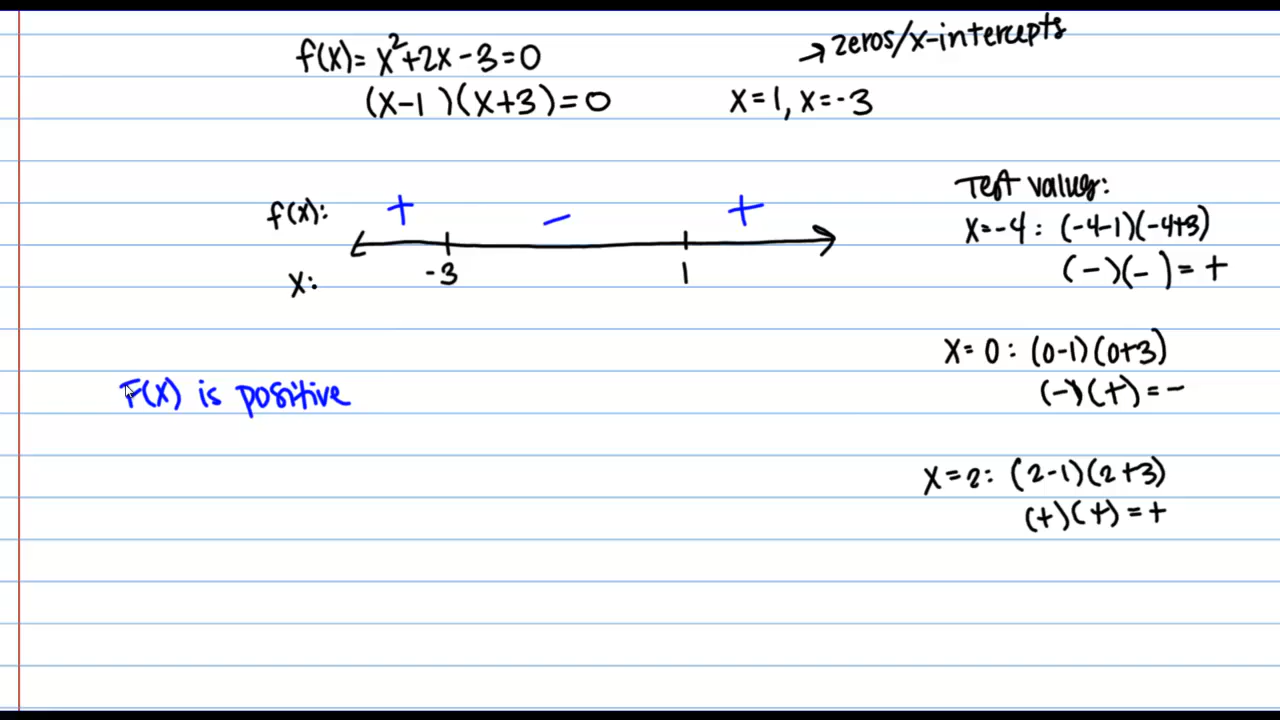 f(x) = x²+2x-3=0
→ zeros/x-intercepts
(x-1)(x+3)=0
x=1, x=-3
f(x): + - +
x: -3 1
Test values:
x=-4: (-4-1)(-4+3)
(-)(-) = +
x=0: (0-1)(0+3)
(-)(+) = -
F(x) is positive
x=2: (2-1)(2+3)
(+)(+) = +